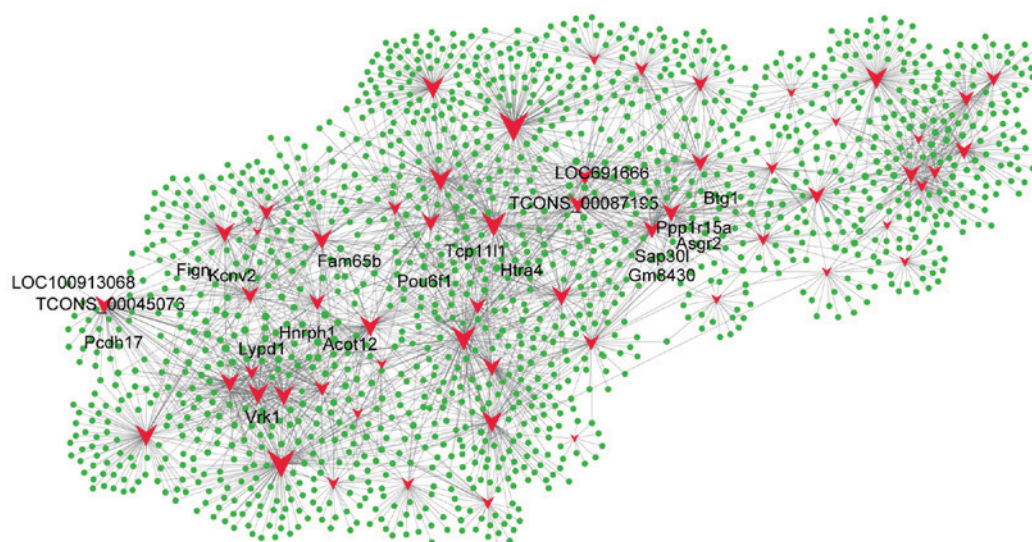 LOC691666
TCONS_00087195
Btg1
Ppp1r15a
Asgr2
Sap30l
Gm8430
Tcp11l1
Htra4
Pou6f1
Fam65b
Fign
Kcnv2
LOC100913068
TCONS_00045076
Pcdh17
Hnrph1
Lypd1
Acot12
Vrk1